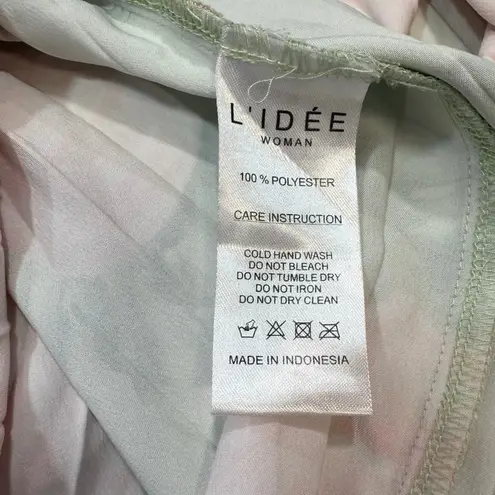 L'IDÉE
WOMAN
100 % POLYESTER
CARE INSTRUCTION
COLD HAND WASH
DO NOT BLEACH
DO NOT TUMBLE DRY
DO NOT IRON
DO NOT DRY CLEAN
MADE IN INDONESIA